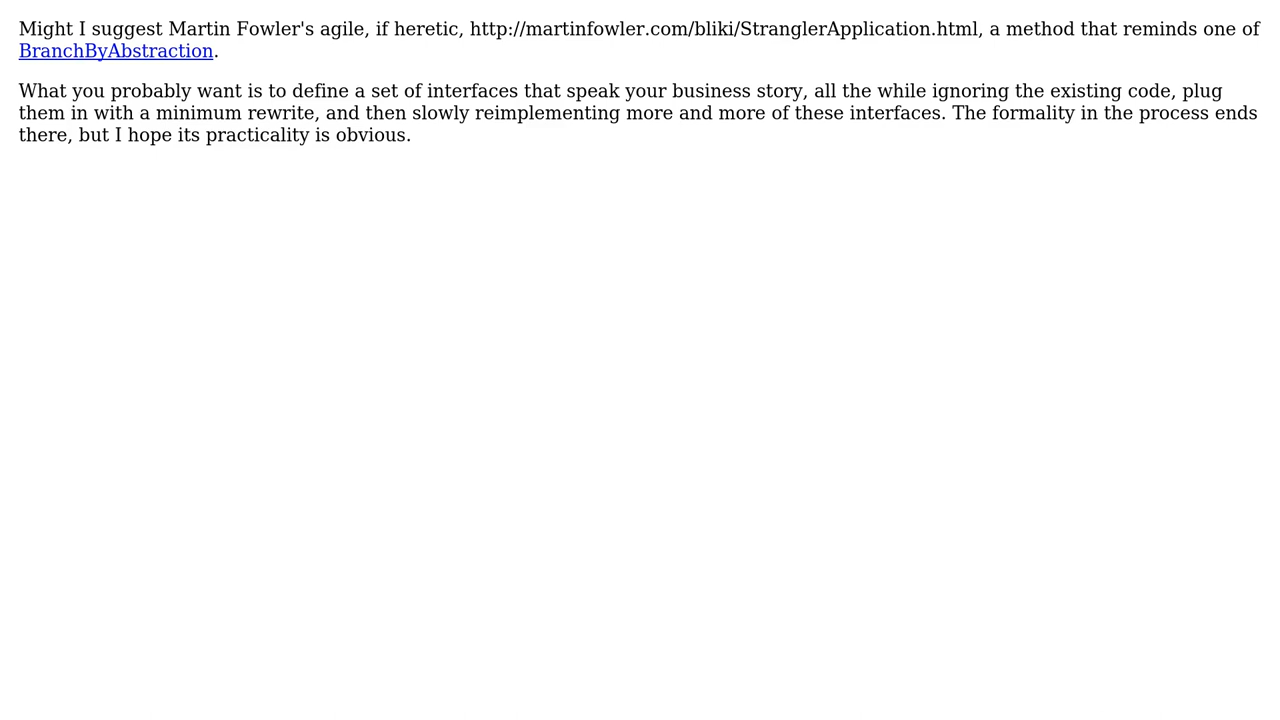 Might I suggest Martin Fowler's agile, if heretic, http://martinfowler.com/bliki/StranglerApplication.html, a method that reminds one of
BranchByAbstraction.
What you probably want is to define a set of interfaces that speak your business story, all the while ignoring the existing code, plug
them in with a minimum rewrite, and then slowly reimplementing more and more of these interfaces. The formality in the process ends
there, but I hope its practicality is obvious.